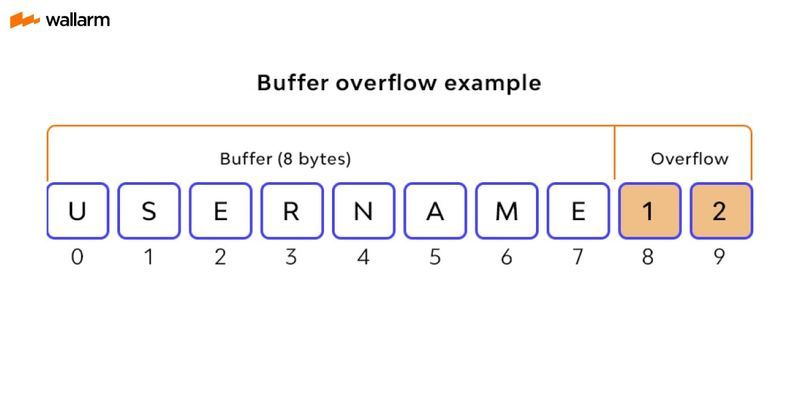 wallarm
Buffer overflow example
Buffer (8 bytes) Overflow
U S E R N A M E 1 2
0 1 2 3 4 5 6 7 8 9